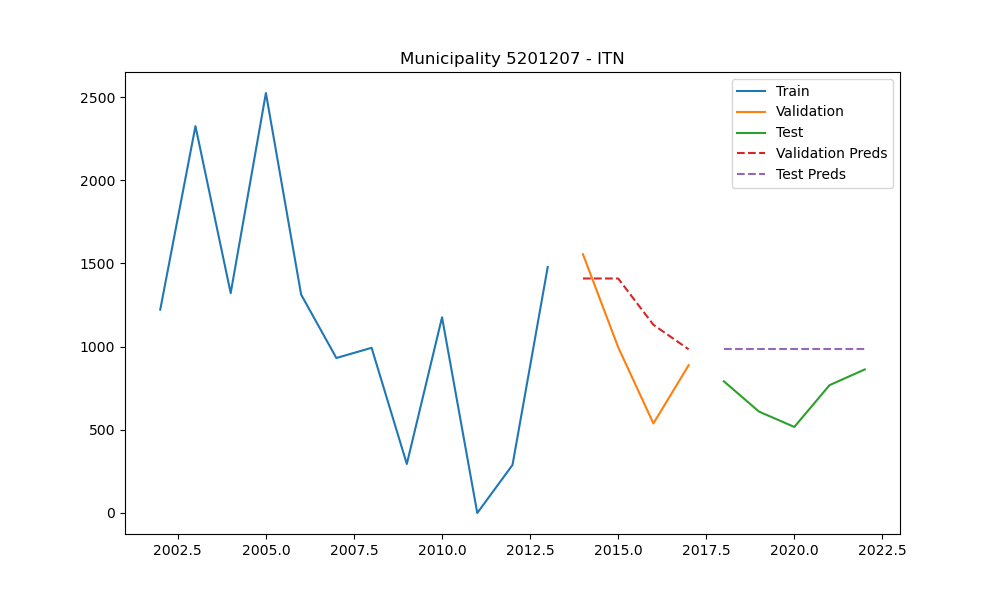 Municipality 5201207 - ITN
Train
Validation
Test
Validation Preds
Test Preds
2500
2000
1500
1000
500
0
2002.5 2005.0 2007.5 2010.0 2012.5 2015.0 2017.5 2020.0 2022.5